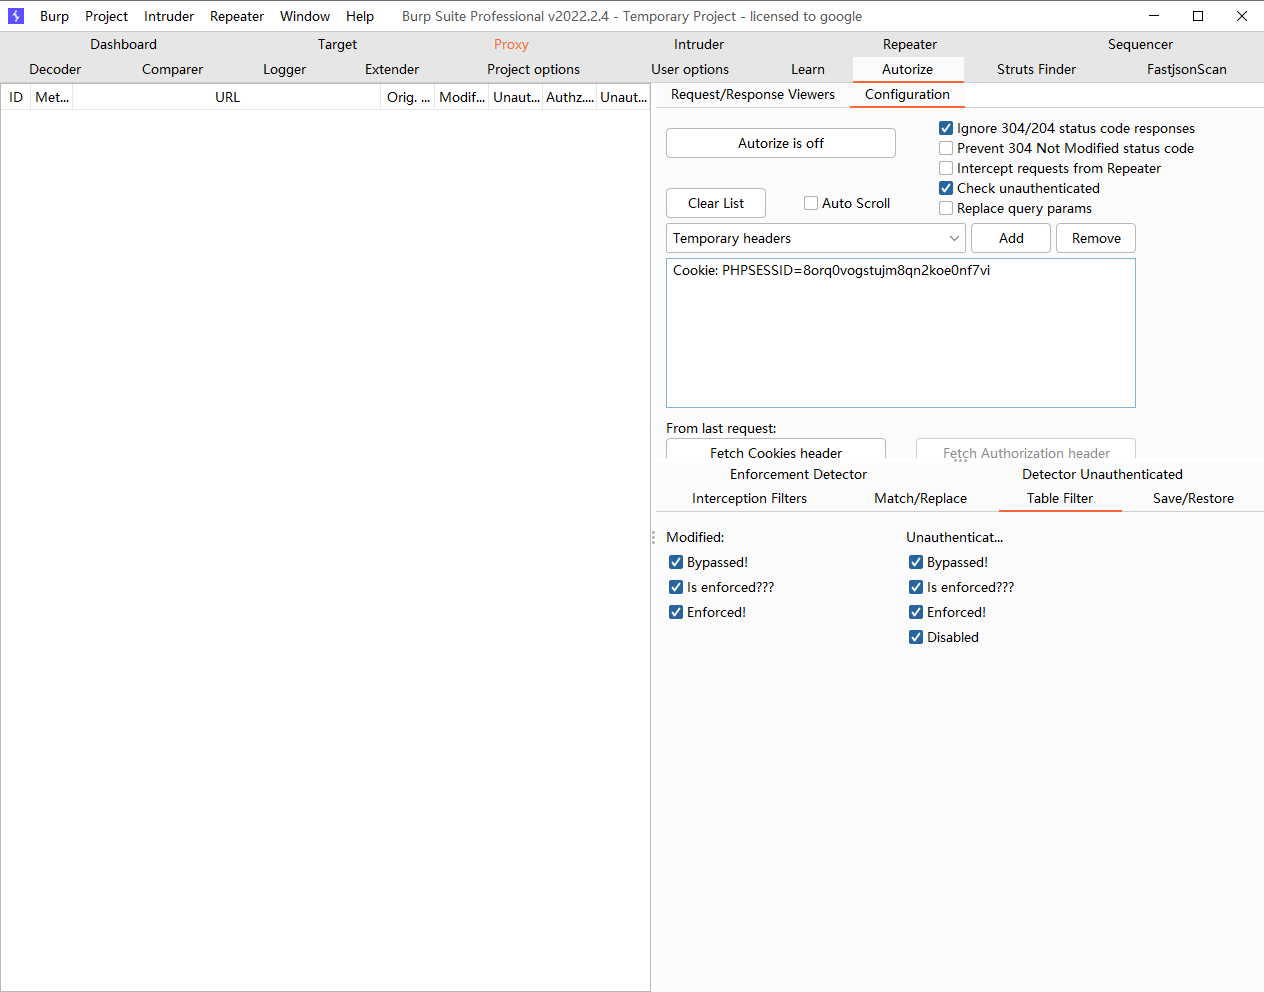 Burp Project Intruder Repeater Window Help Burp Suite Professional v2022.2.4 - Temporary Project - licensed to google
Dashboard Target Proxy Intruder Repeater Sequencer
Decoder Comparer Logger Extender Project options User options Learn Autorize Struts Finder FastjsonScan
ID Met... URL Orig. ... Modif... Unaut... Authz.... Unaut...
Request/Response Viewers Configuration
Autorize is off
Ignore 304/204 status code responses
Prevent 304 Not Modified status code
Intercept requests from Repeater
Check unauthenticated
Clear List Auto Scroll
Replace query params
Temporary headers Add Remove
Cookie: PHPSESSID=8orq0vogstujm8qn2koe0nf7vi
From last request:
Fetch Cookies header Fetch Authorization header
Enforcement Detector Detector Unauthenticated
Interception Filters Match/Replace Table Filter Save/Restore
Modified: Unauthenticat...
Bypassed! Bypassed!
Is enforced??? Is enforced???
Enforced! Enforced!
Disabled